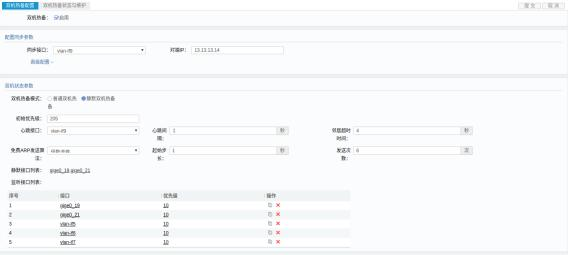 双机热备配置 双机热备状态与维护 提交 取消
双机热备： 启用
配置同步参数
同步接口： vlan-if9 对端IP： 13.13.13.14
高级配置
双机状态参数
双机热备模式： 普通双机热备 静默双机热备
初始优先级： 205
心跳接口： vlan-if9 心跳间隔： 1 秒 邻居超时时间： 4 秒
免费ARP发送算法： 起始步长： 1 秒 发送次数： 6 次
静默接口列表： gige0_19 gige0_21
监听接口列表：
序号 接口 优先级 操作
1 gige0_19 10
2 gige0_21 10
3 vlan-if5 10
4 vlan-if6 10
5 vlan-if7 10